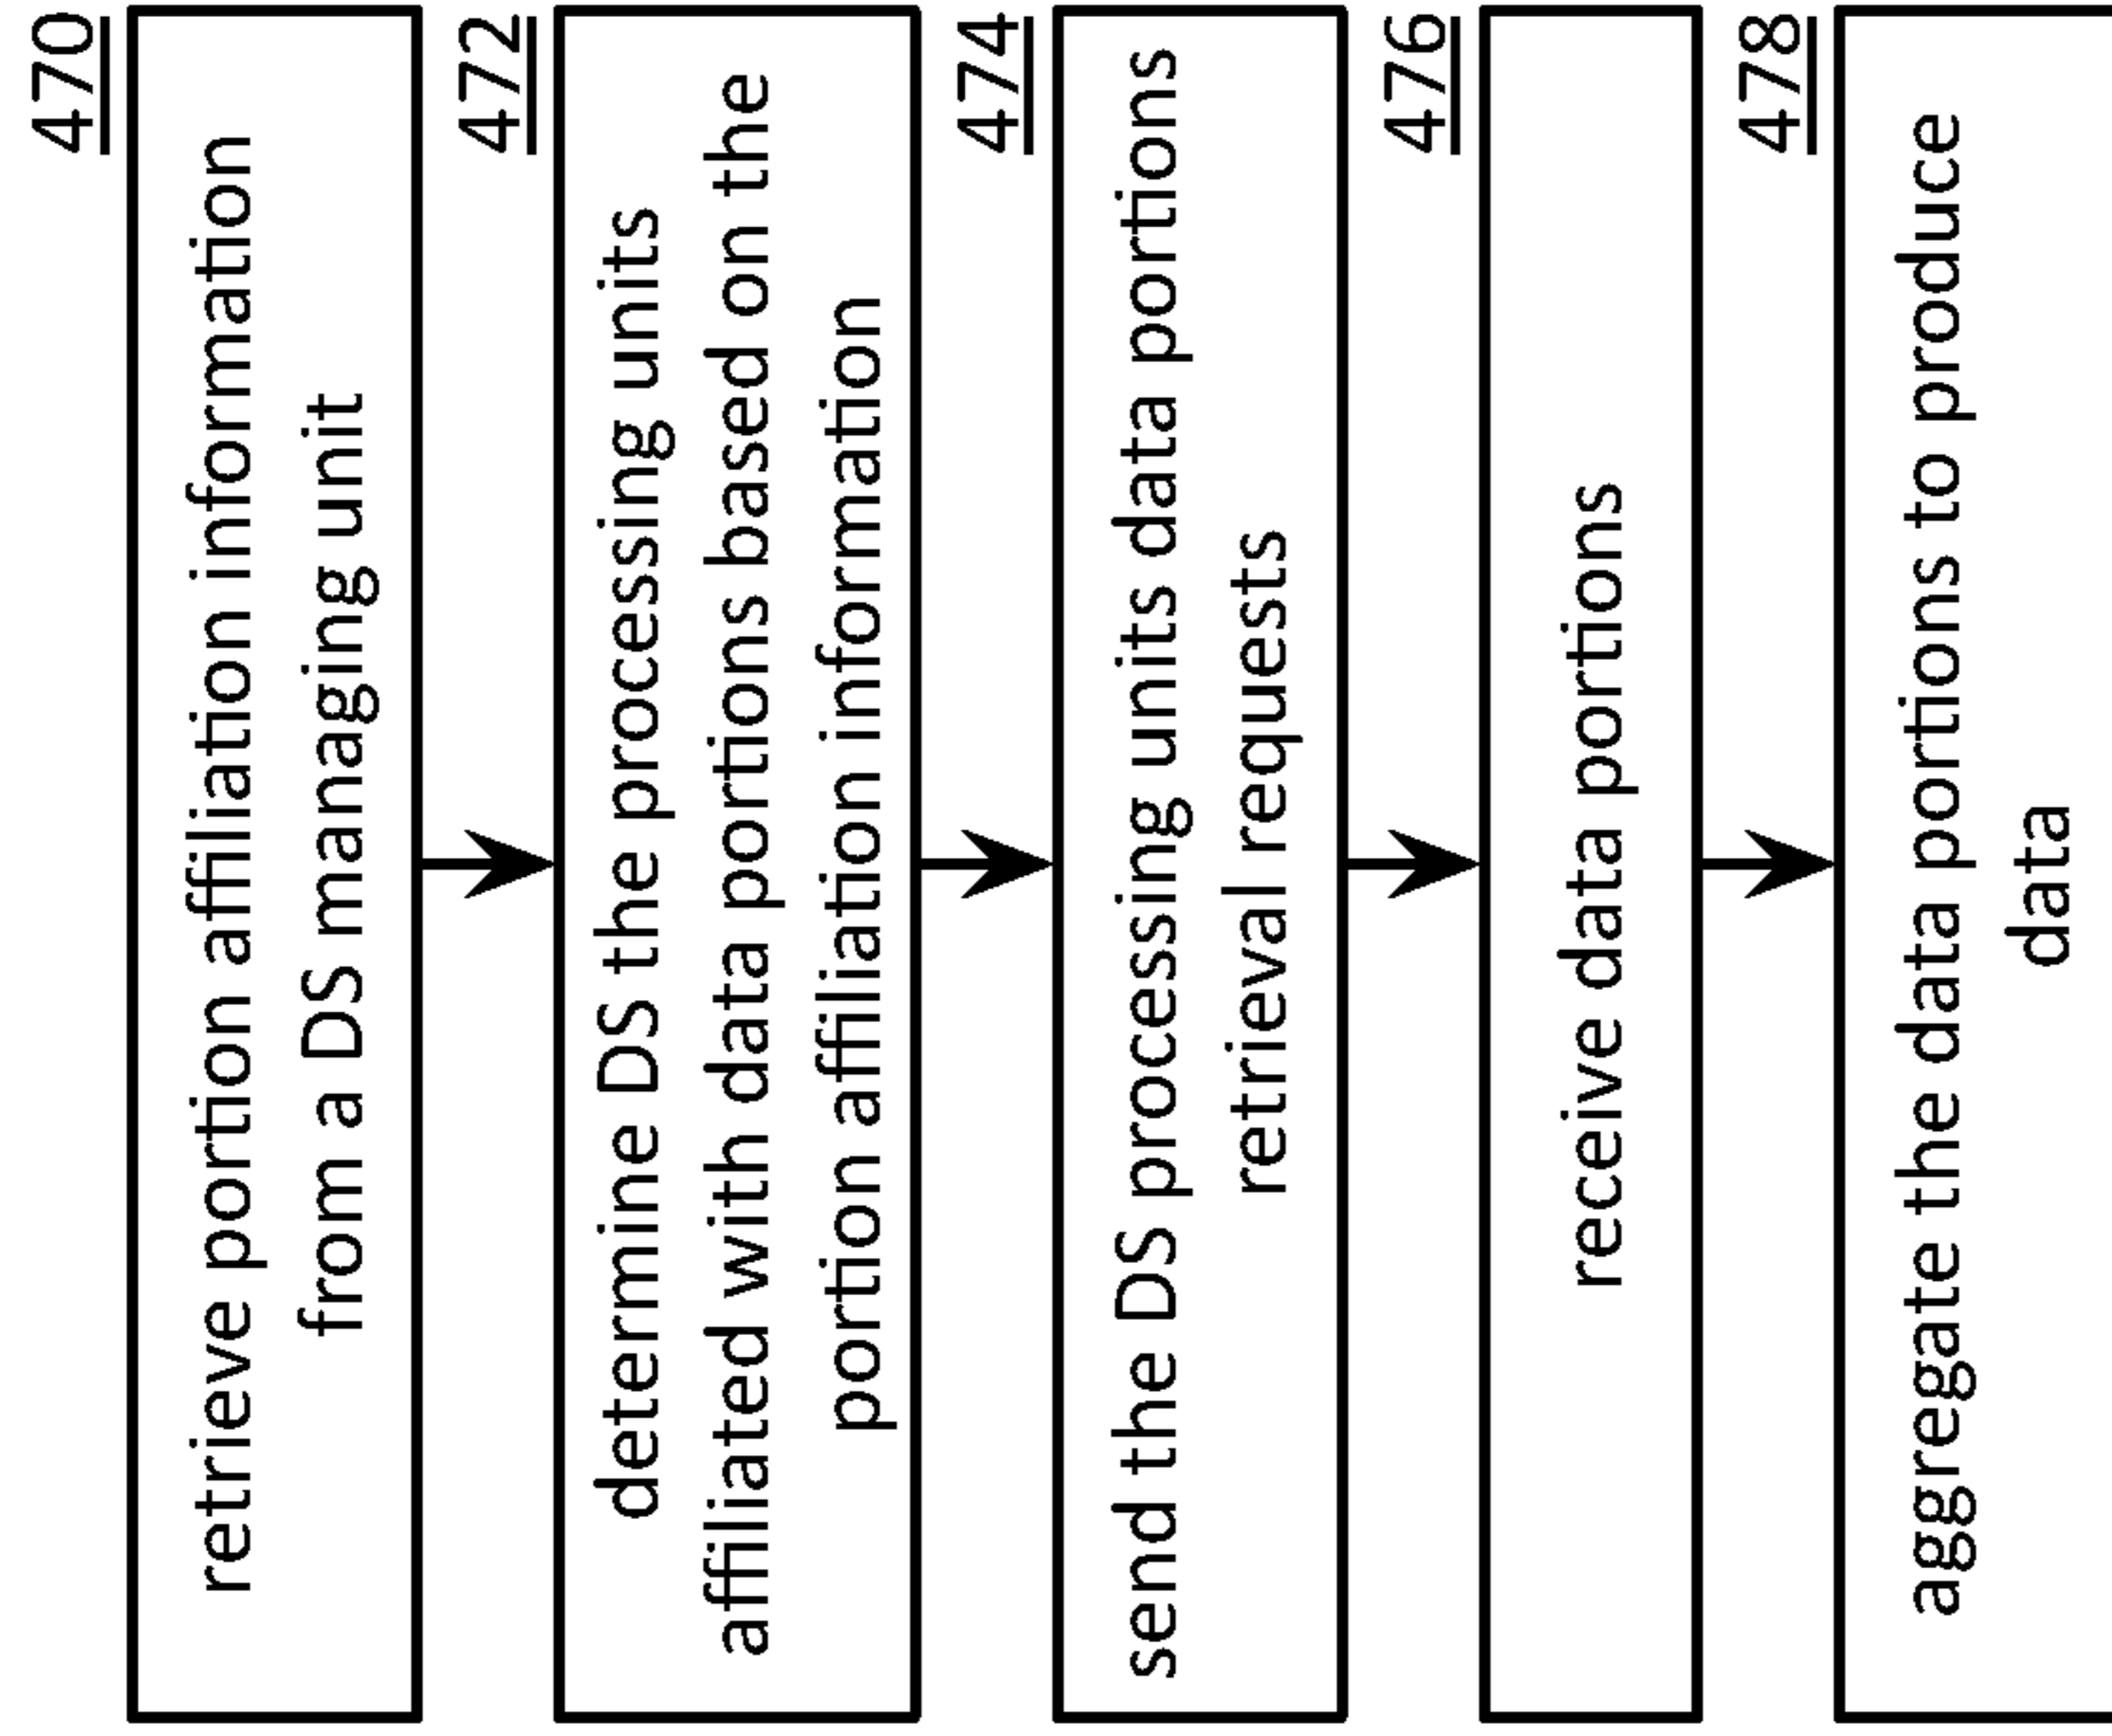 470
retrieve portion affiliation information
from a DS managing unit
472
determine DS the processing units
affiliated with data portions based on the
portion affiliation information
474
send the DS processing units data portions
retrieval requests
476
receive data portions
478
aggregate the data portions to produce
data